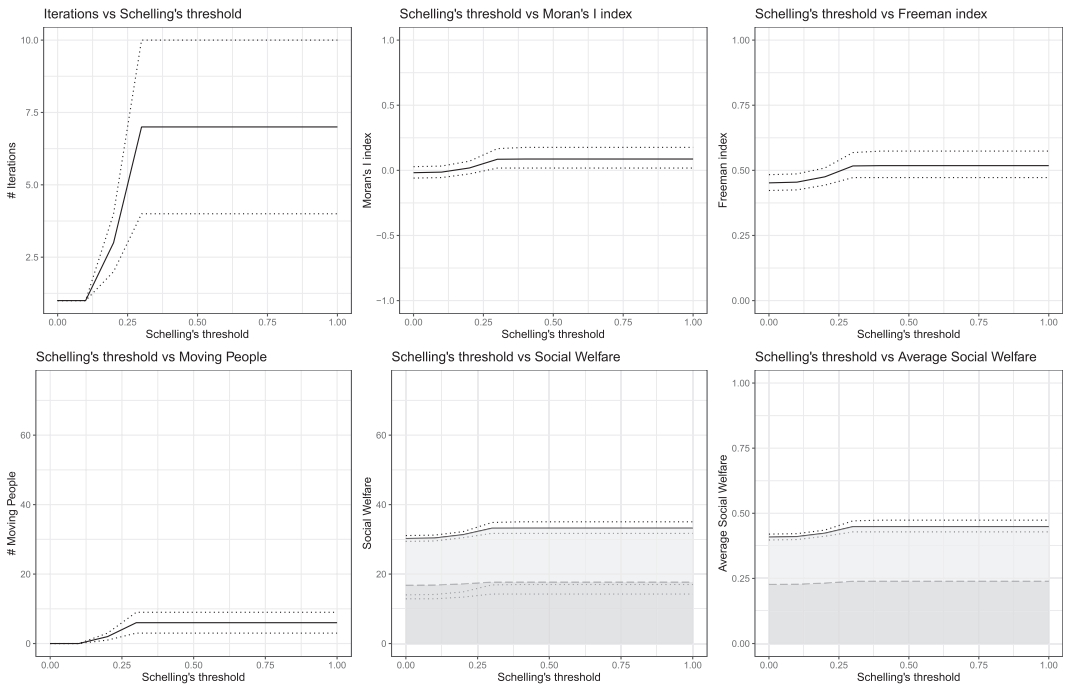 Iterations vs Schelling's threshold
10.0
7.5
5.0
2.5
# Iterations
0.00 0.25 0.50 0.75 1.00
Schelling's threshold
Schelling's threshold vs Moran's I index
1.0
0.5
0.0
−0.5
−1.0
Moran's I index
0.00 0.25 0.50 0.75 1.00
Schelling's threshold
Schelling's threshold vs Freeman index
1.00
0.75
0.50
0.25
0.00
Freeman index
0.00 0.25 0.50 0.75 1.00
Schelling's threshold
Schelling's threshold vs Moving People
60
40
20
0
# Moving People
0.00 0.25 0.50 0.75 1.00
Schelling's threshold
Schelling's threshold vs Social Welfare
60
40
20
0
Social Welfare
0.00 0.25 0.50 0.75 1.00
Schelling's threshold
Schelling's threshold vs Average Social Welfare
1.00
0.75
0.50
0.25
0.00
Average Social Welfare
0.00 0.25 0.50 0.75 1.00
Schelling's threshold